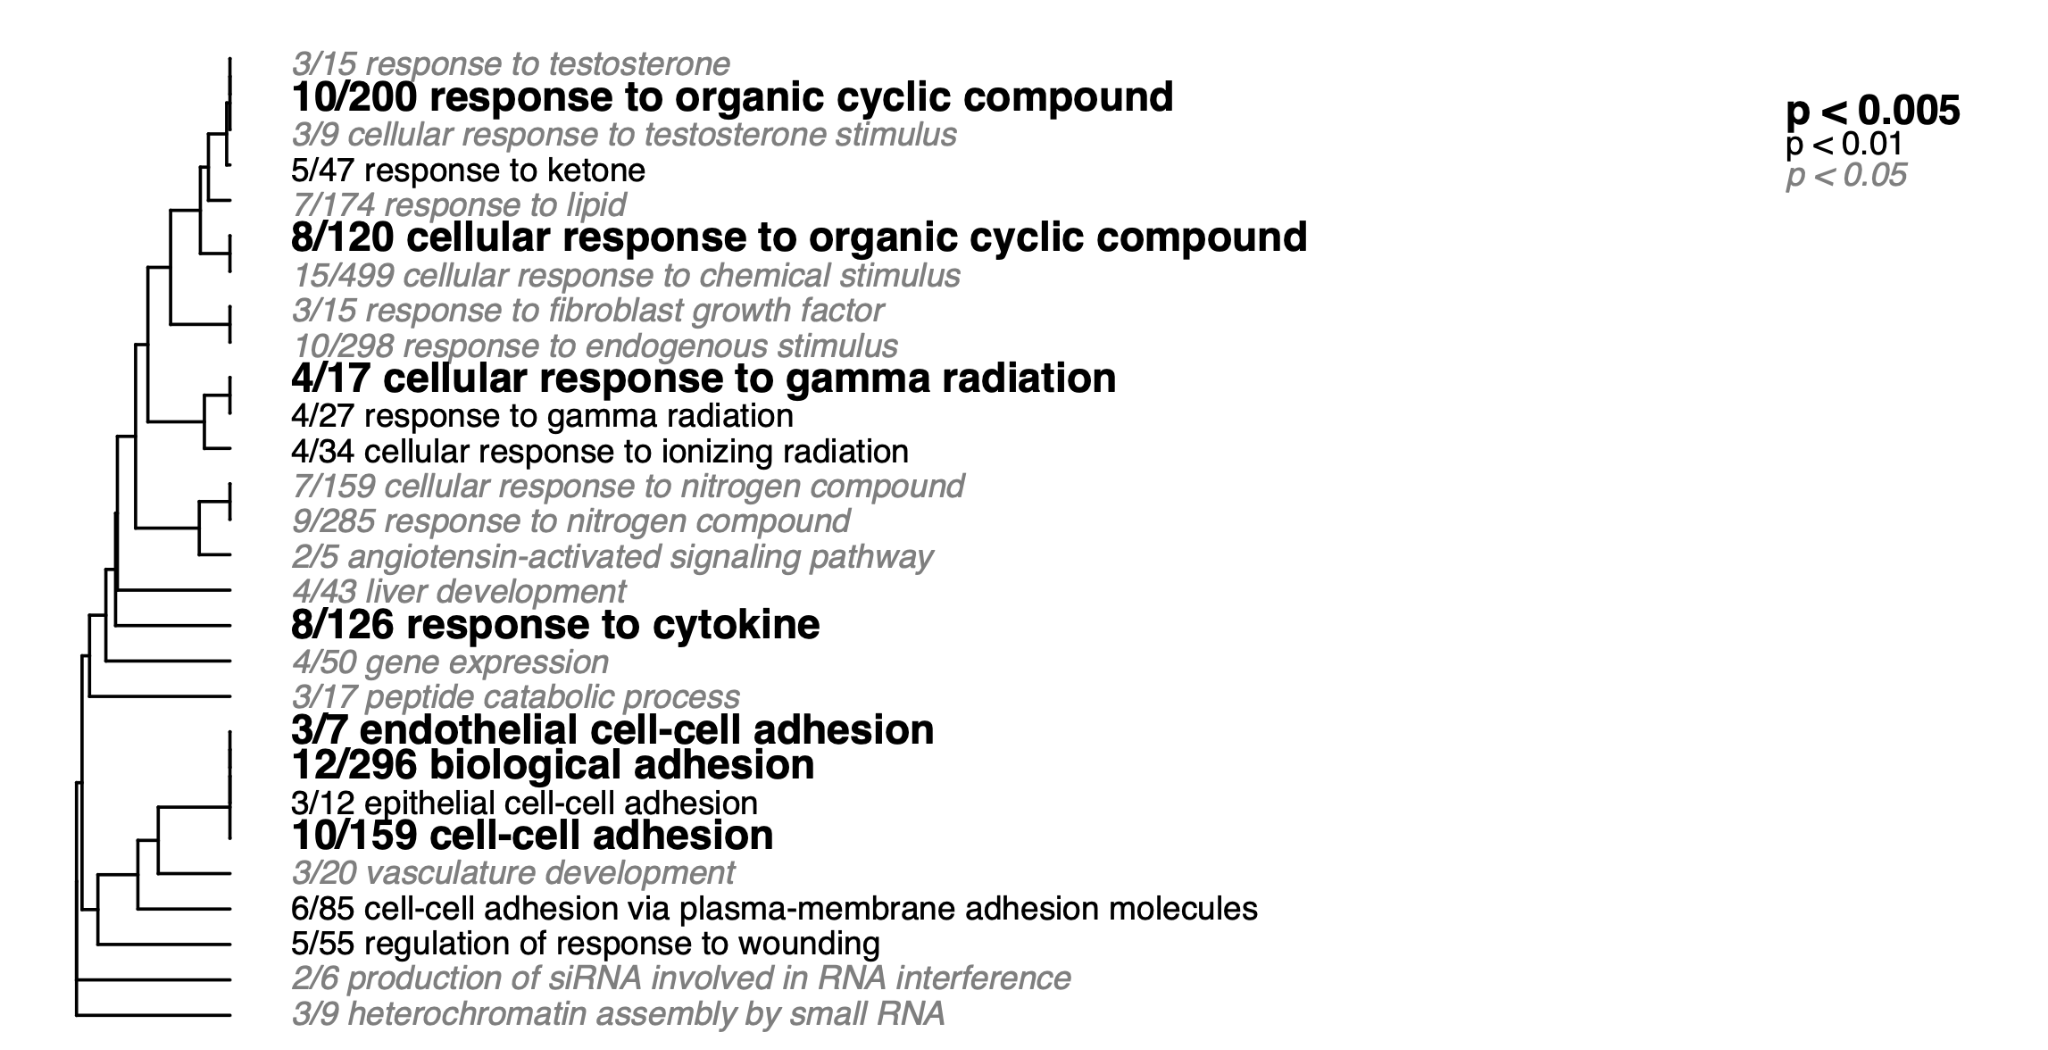 3/15 response to testosterone
10/200 response to organic cyclic compound
3/9 cellular response to testosterone stimulus
5/47 response to ketone
7/174 response to lipid
8/120 cellular response to organic cyclic compound
15/499 cellular response to chemical stimulus
3/15 response to fibroblast growth factor
10/298 response to endogenous stimulus
4/17 cellular response to gamma radiation
4/27 response to gamma radiation
4/34 cellular response to ionizing radiation
7/159 cellular response to nitrogen compound
9/285 response to nitrogen compound
2/5 angiotensin-activated signaling pathway
4/43 liver development
8/126 response to cytokine
4/50 gene expression
3/17 peptide catabolic process
3/7 endothelial cell-cell adhesion
12/296 biological adhesion
3/12 epithelial cell-cell adhesion
10/159 cell-cell adhesion
3/20 vasculature development
6/85 cell-cell adhesion via plasma-membrane adhesion molecules
5/55 regulation of response to wounding
2/6 production of siRNA involved in RNA interference
3/9 heterochromatin assembly by small RNA
p < 0.005
p < 0.01
p < 0.05